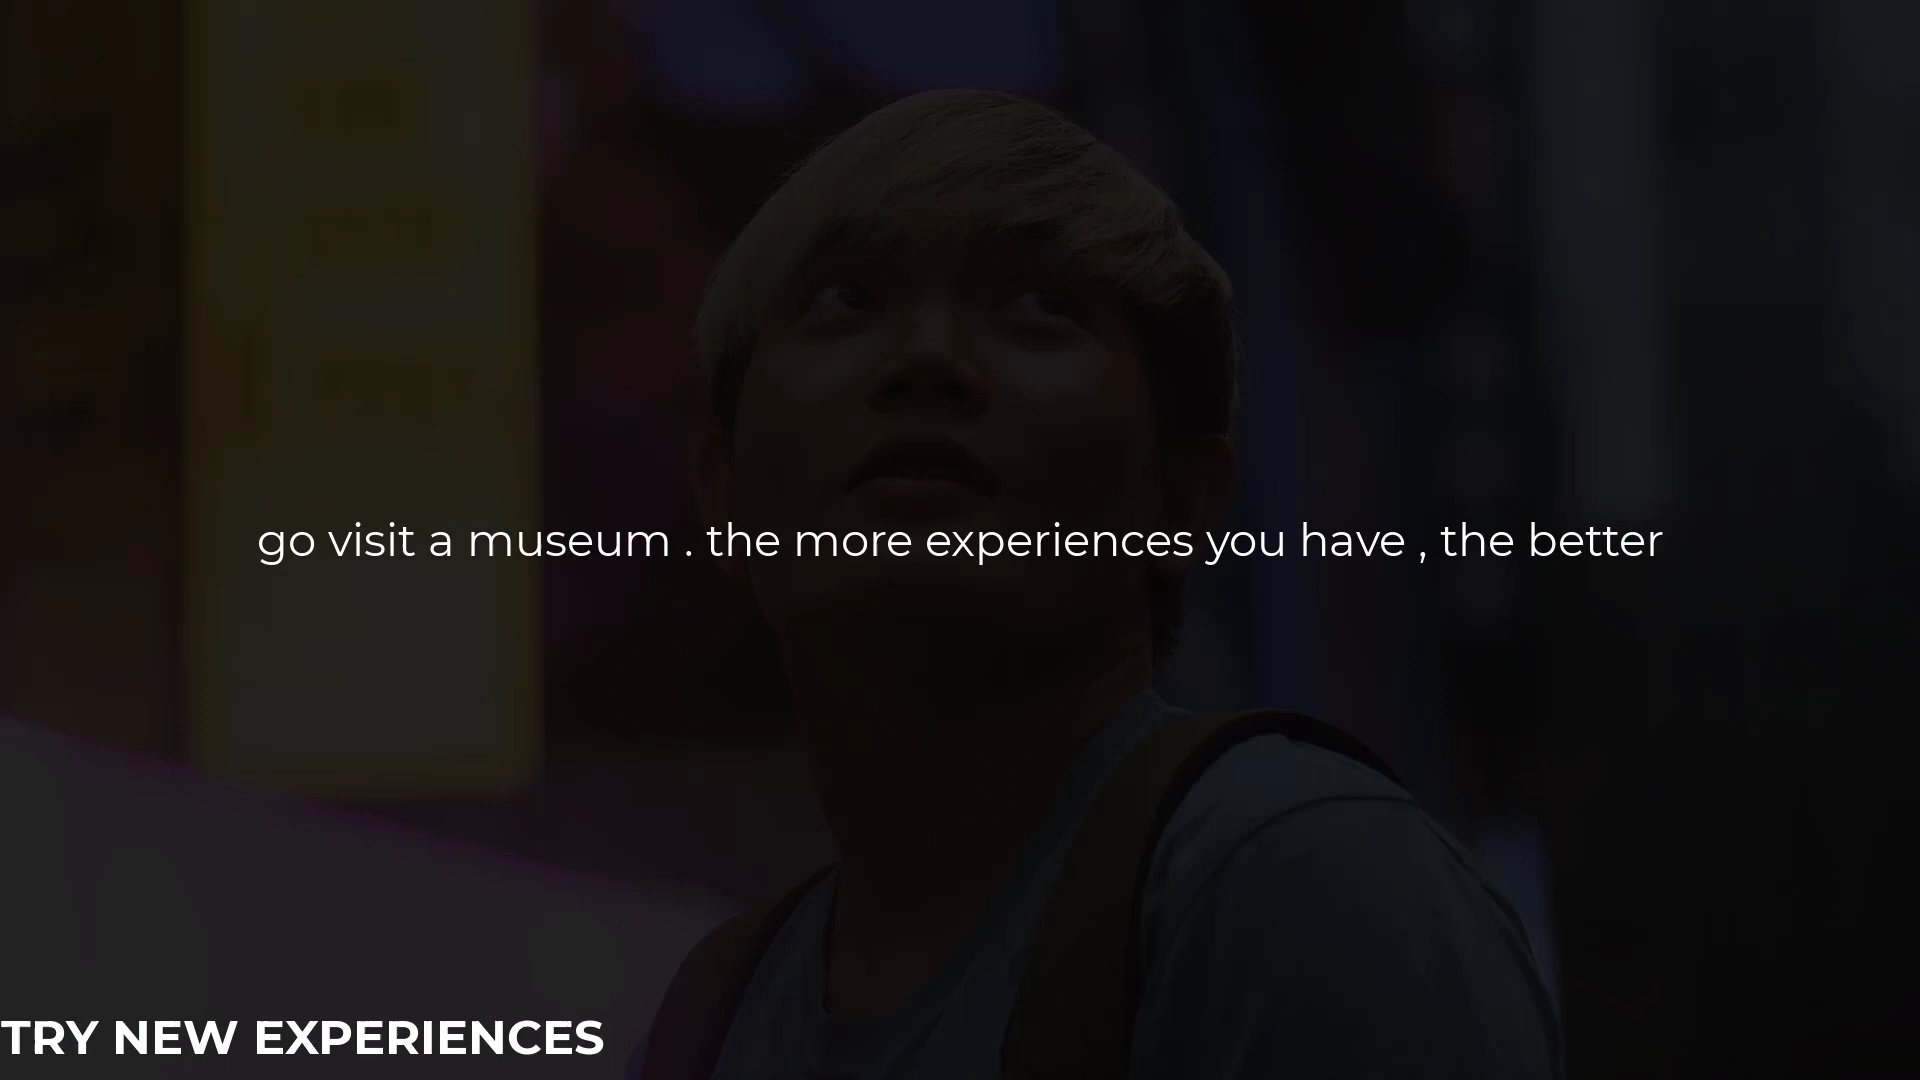 go visit a museum . the more experiences you have , the better
TRY NEW EXPERIENCES